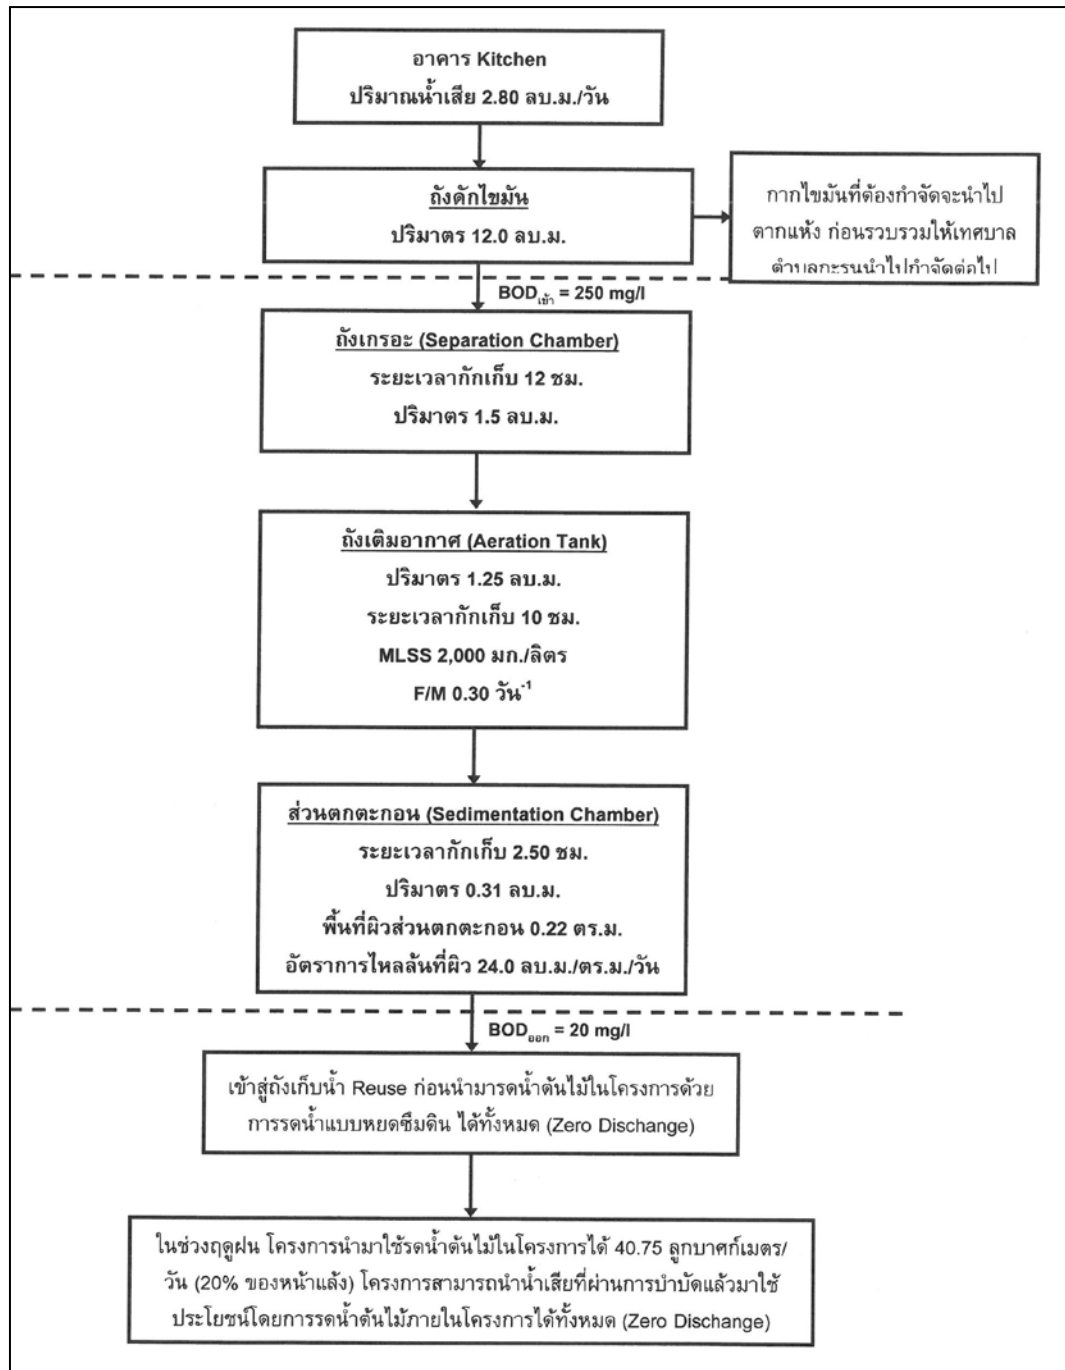 อาคาร Kitchen
ปริมาณน้ำเสีย 2.80 ลบ.ม./วัน
ถังดักไขมัน
ปริมาตร 12.0 ลบ.ม.
กากไขมันที่ต้องกำจัดจะนำไป
ตากแห้ง ก่อนรวบรวมให้เทศบาล
ตำบลกะรนนำไปกำจัดต่อไป
BODเข้า = 250 mg/l
ถังเกรอะ (Separation Chamber)
ระยะเวลากักเก็บ 12 ชม.
ปริมาตร 1.5 ลบ.ม.
ถังเติมอากาศ (Aeration Tank)
ปริมาตร 1.25 ลบ.ม.
ระยะเวลากักเก็บ 10 ชม.
MLSS 2,000 มก./ลิตร
F/M 0.30 วัน⁻¹
ส่วนตกตะกอน (Sedimentation Chamber)
ระยะเวลากักเก็บ 2.50 ชม.
ปริมาตร 0.31 ลบ.ม.
พื้นที่ผิวส่วนตกตะกอน 0.22 ตร.ม.
อัตราการไหลล้นที่ผิว 24.0 ลบ.ม./ตร.ม./วัน
BODออก = 20 mg/l
เข้าสู่ถังเก็บน้ำ Reuse ก่อนนำมารดน้ำต้นไม้ในโครงการด้วย
การรดน้ำแบบหยดซึมดิน ได้ทั้งหมด (Zero Dischange)
ในช่วงฤดูฝน โครงการนำมาใช้รดน้ำต้นไม้ในโครงการได้ 40.75 ลูกบาศก์เมตร/
วัน (20% ของหน้าแล้ง) โครงการสามารถนำน้ำเสียที่ผ่านการบำบัดแล้วมาใช้
ประโยชน์โดยการรดน้ำต้นไม้ภายในโครงการได้ทั้งหมด (Zero Dischange)